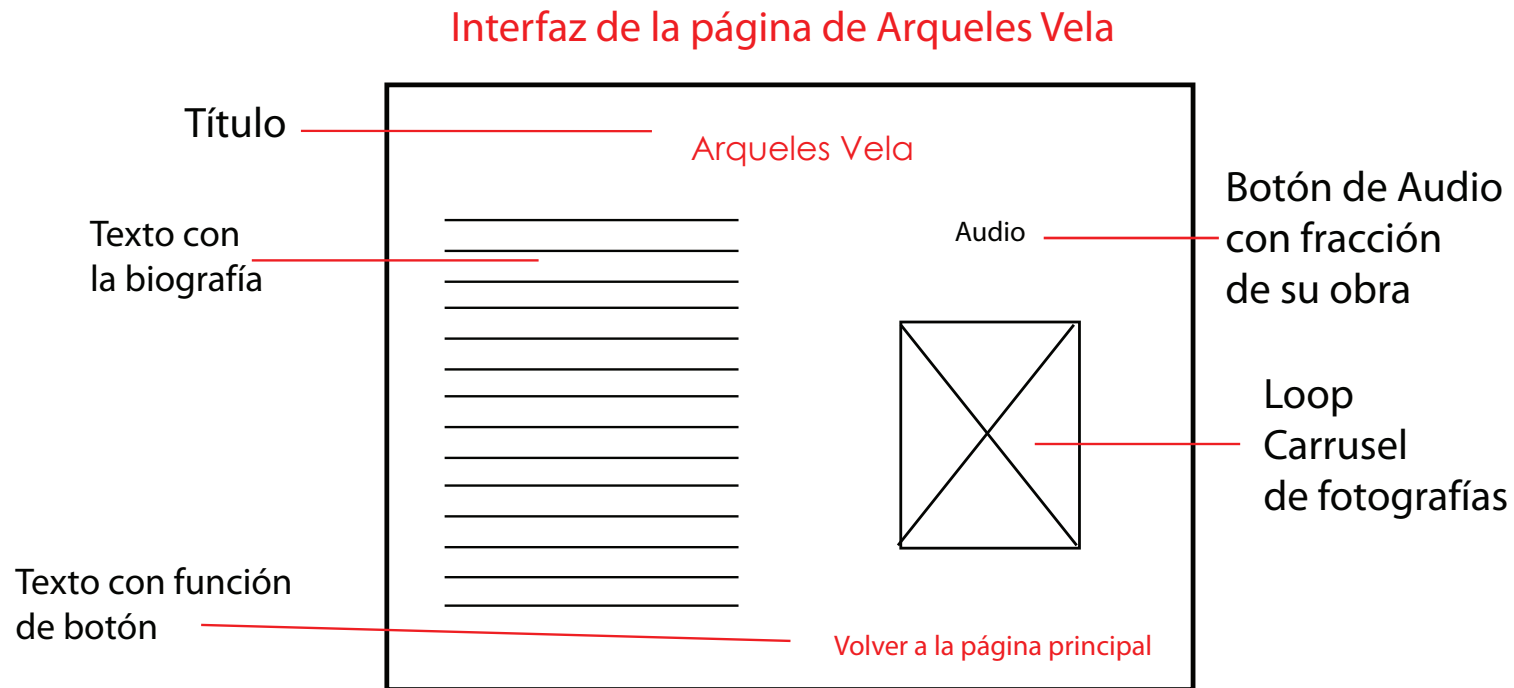 Interfaz de la página de Arqueles Vela
Título
Arqueles Vela
Texto con
la biografía
Audio
Botón de Audio
con fracción
de su obra
Loop
Carrusel
de fotografías
Texto con función
de botón
Volver a la página principal